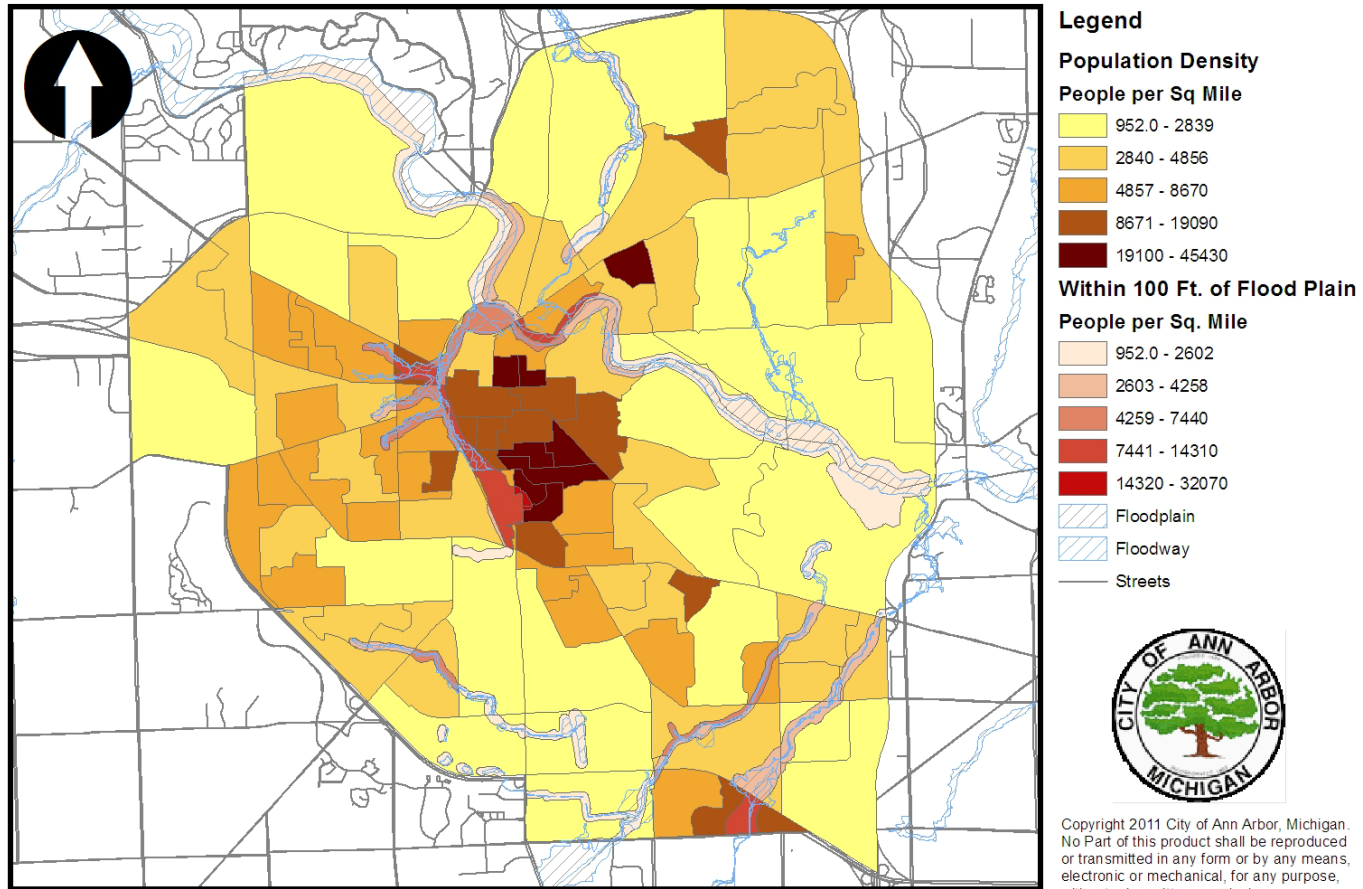 Legend
Population Density
People per Sq Mile
952.0 - 2839
2840 - 4856
4857 - 8670
8671 - 19090
19100 - 45430
Within 100 Ft. of Flood Plain
People per Sq. Mile
952.0 - 2602
2603 - 4258
4259 - 7440
7441 - 14310
14320 - 32070
Floodplain
Floodway
Streets
CITY OF ANN ARBOR
MICHIGAN
Copyright 2011 City of Ann Arbor, Michigan.
No Part of this product shall be reproduced
or transmitted in any form or by any means,
electronic or mechanical, for any purpose,